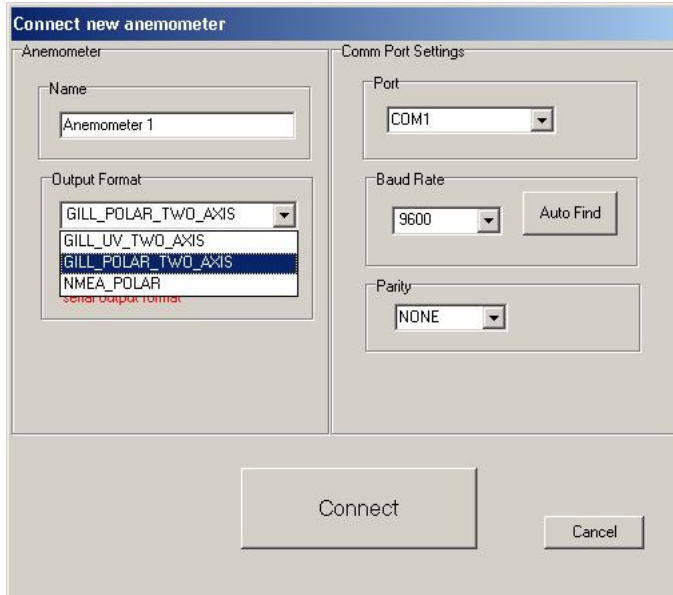 Connect new anemometer
Anemometer
Name
Anemometer 1
Output Format
GILL_POLAR_TWO_AXIS
GILL_UV_TWO_AXIS
GILL_POLAR_TWO_AXIS
NMEA_POLAR
serial output format
Comm Port Settings
Port
COM1
Baud Rate
9600
Auto Find
Parity
NONE
Connect
Cancel